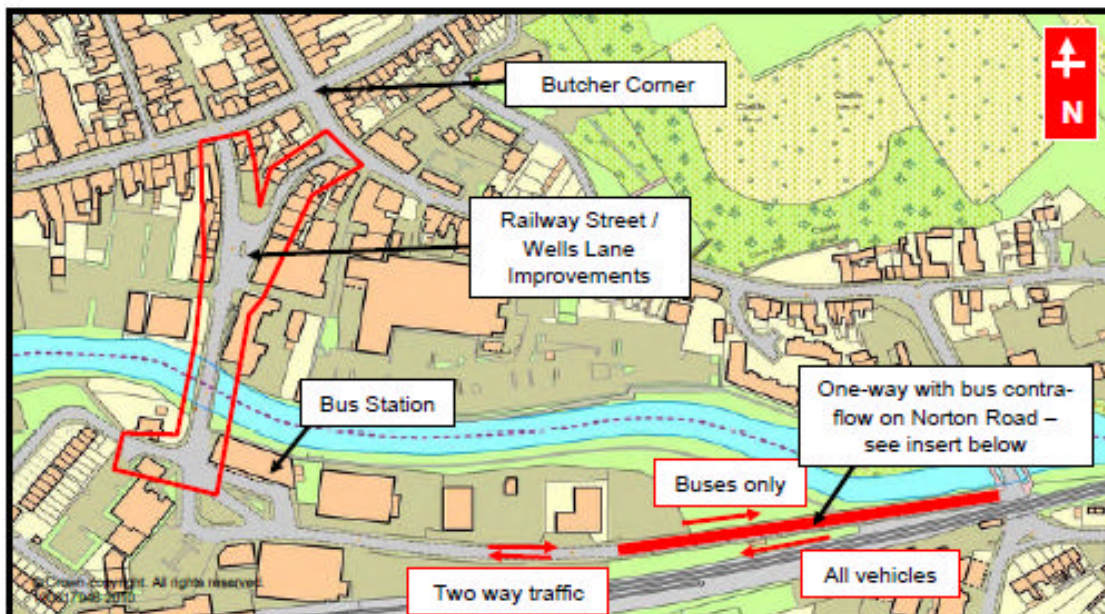 Butcher Corner
N
Railway Street /
Wells Lane
Improvements
Bus Station
One-way with bus contra-
flow on Norton Road –
see insert below
Buses only
Two way traffic
All vehicles
© Crown copyright. All rights reserved.